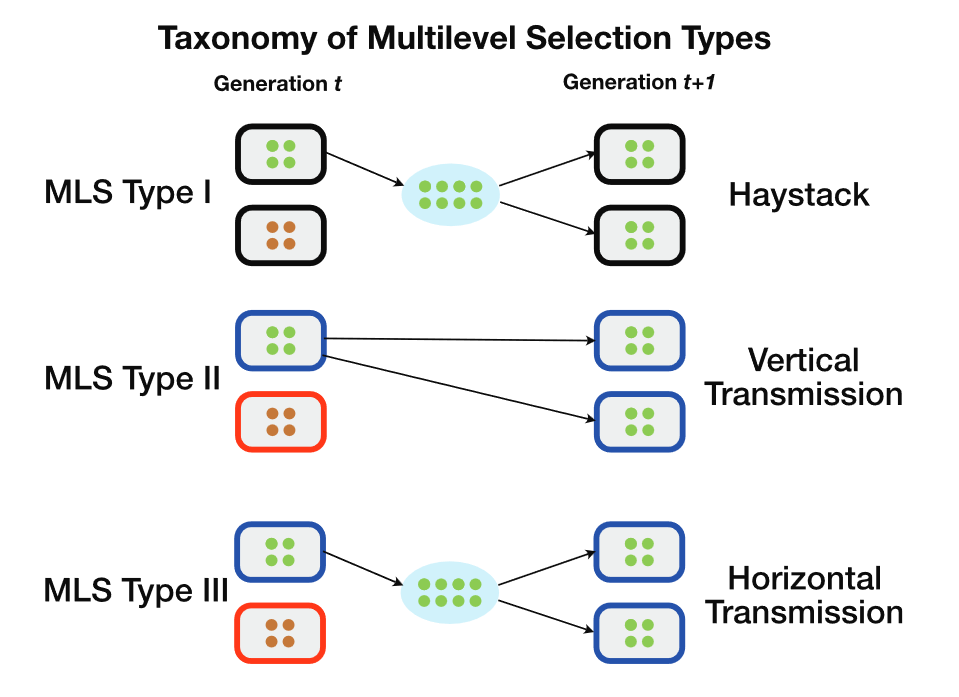 Taxonomy of Multilevel Selection Types
Generation t
Generation t+1
MLS Type I
Haystack
MLS Type II
Vertical
Transmission
MLS Type III
Horizontal
Transmission